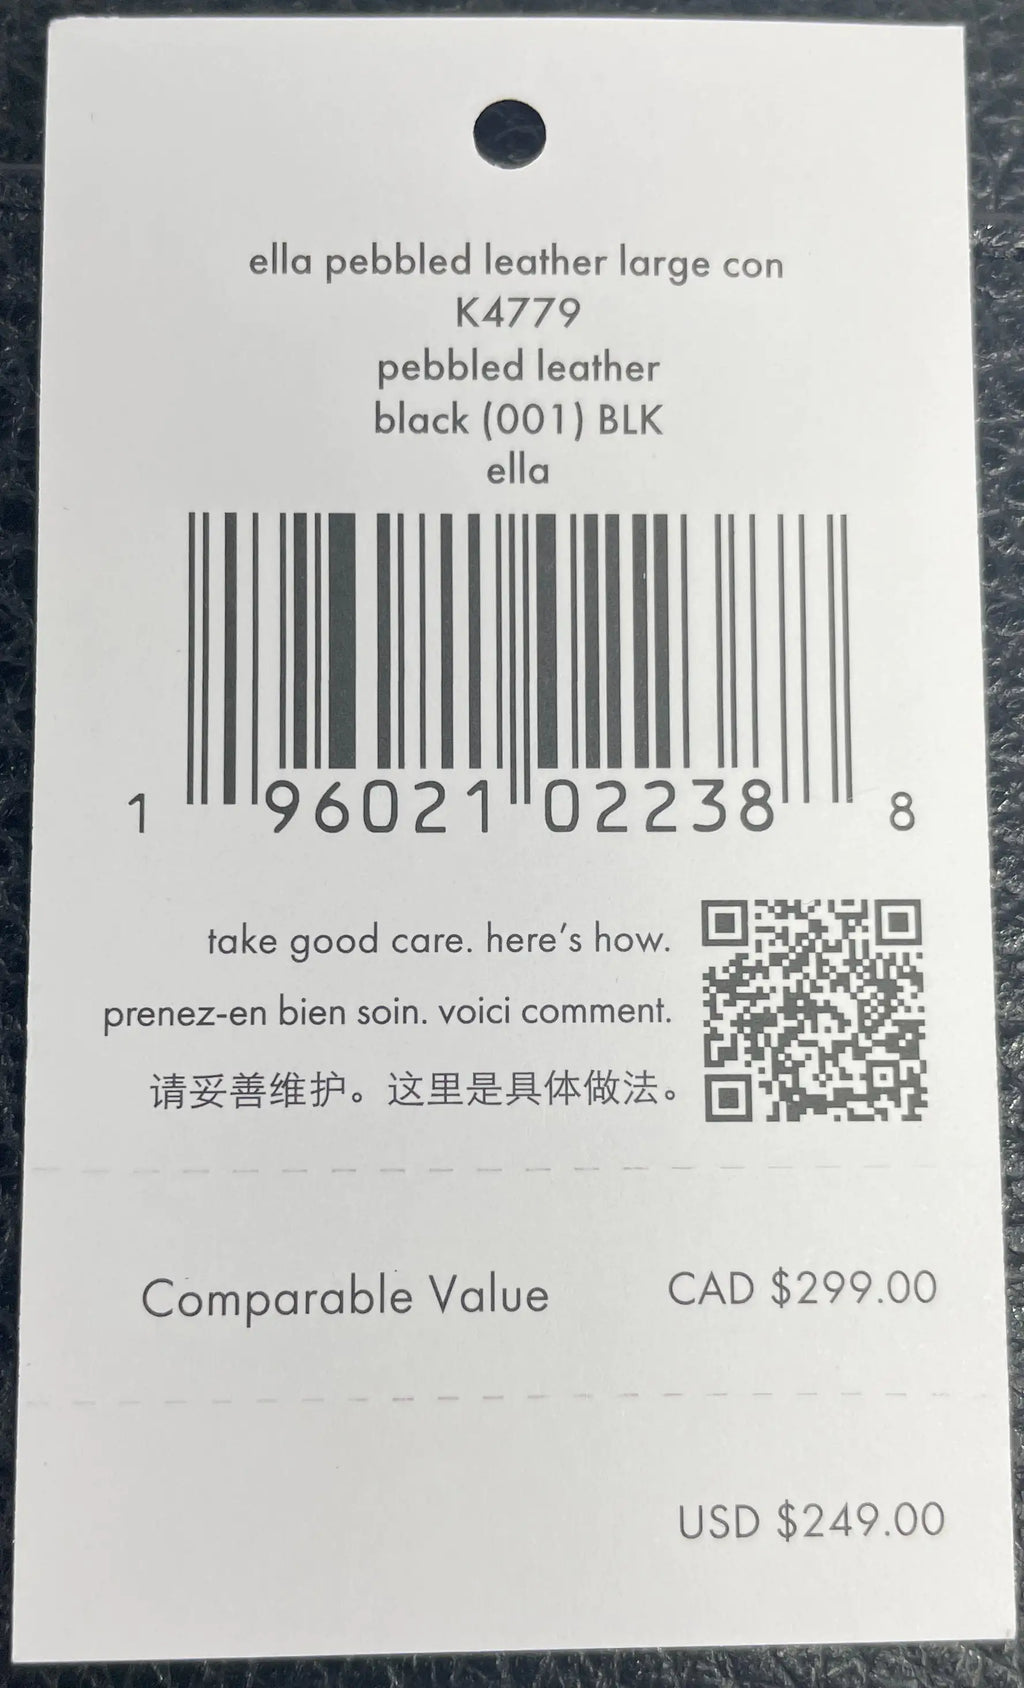 ella pebbled leather large con
K4779
pebbled leather
black (001) BLK
ella
1 96021 02238 8
take good care. here's how.
prenez-en bien soin. voici comment.
请妥善维护。这里是具体做法。
Comparable Value CAD $299.00
USD $249.00